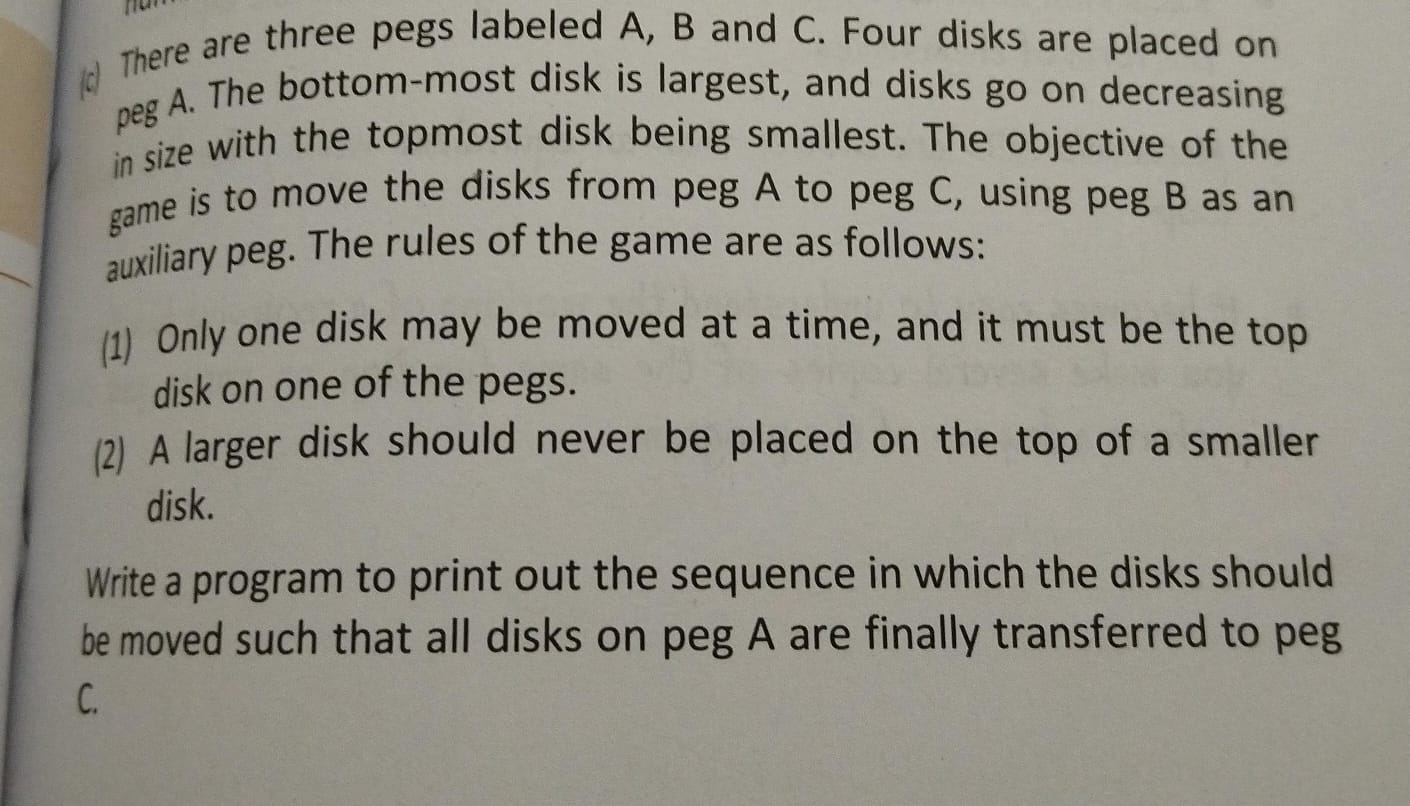 (c) There are three pegs labeled A, B and C. Four disks are placed on
peg A. The bottom-most disk is largest, and disks go on decreasing
in size with the topmost disk being smallest. The objective of the
game is to move the disks from peg A to peg C, using peg B as an
auxiliary peg. The rules of the game are as follows:
(1) Only one disk may be moved at a time, and it must be the top
disk on one of the pegs.
(2) A larger disk should never be placed on the top of a smaller
disk.
Write a program to print out the sequence in which the disks should
be moved such that all disks on peg A are finally transferred to peg
C.